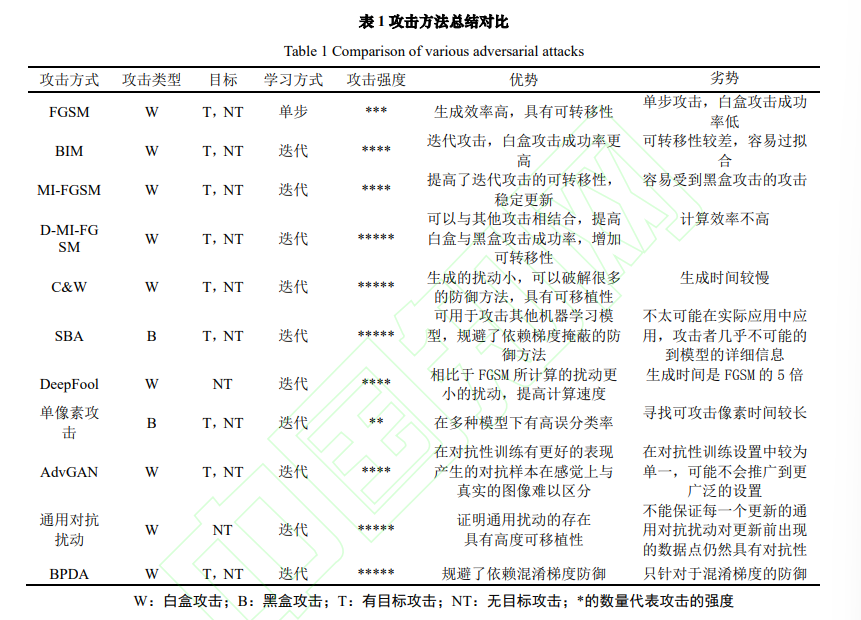 表 1 攻击方法总结对比
Table 1 Comparison of various adversarial attacks
攻击方式 攻击类型 目标 学习方式 攻击强度 优势 劣势
FGSM W T，NT 单步 *** 生成效率高，具有可转移性 单步攻击，白盒攻击成功
率低
BIM W T，NT 迭代 **** 迭代攻击，白盒攻击成功率更
高 可转移性较差，容易过拟
合
MI-FGSM W T，NT 迭代 **** 提高了迭代攻击的可转移性，
稳定更新 容易受到黑盒攻击的攻击
D-MI-FG
SM W T，NT 迭代 ***** 可以与其他攻击相结合，提高
白盒与黑盒攻击成功率，增加
可转移性 计算效率不高
C&W W T，NT 迭代 ***** 生成的扰动小，可以破解很多
的防御方法，具有可移植性 生成时间较慢
SBA B T，NT 迭代 ***** 可用于攻击其他机器学习模
型，规避了依赖梯度掩蔽的防
御方法 不太可能在实际应用中应
用，攻击者几乎不可能的
到模型的详细信息
DeepFool W NT 迭代 **** 相比于 FGSM 所计算的扰动更
小的扰动，提高计算速度 生成时间是 FGSM 的 5 倍
单像素攻
击 B T，NT 迭代 ** 在多种模型下有高误分类率 寻找可攻击像素时间较长
AdvGAN W T，NT 迭代 **** 在对抗性训练有更好的表现
产生的对抗样本在感觉上与
真实的图像难以区分 在对抗性训练设置中较为
单一，可能不会推广到更
广泛的设置
通用对抗
扰动 W NT 迭代 ***** 证明通用扰动的存在
具有高度可移植性 不能保证每一个更新的通
用对抗扰动对更新前出现
的数据点仍然具有对抗性
BPDA W T，NT 迭代 ***** 规避了依赖混淆梯度防御 只针对于混淆梯度的防御
W：白盒攻击；B：黑盒攻击；T：有目标攻击；NT：无目标攻击；*的数量代表攻击的强度